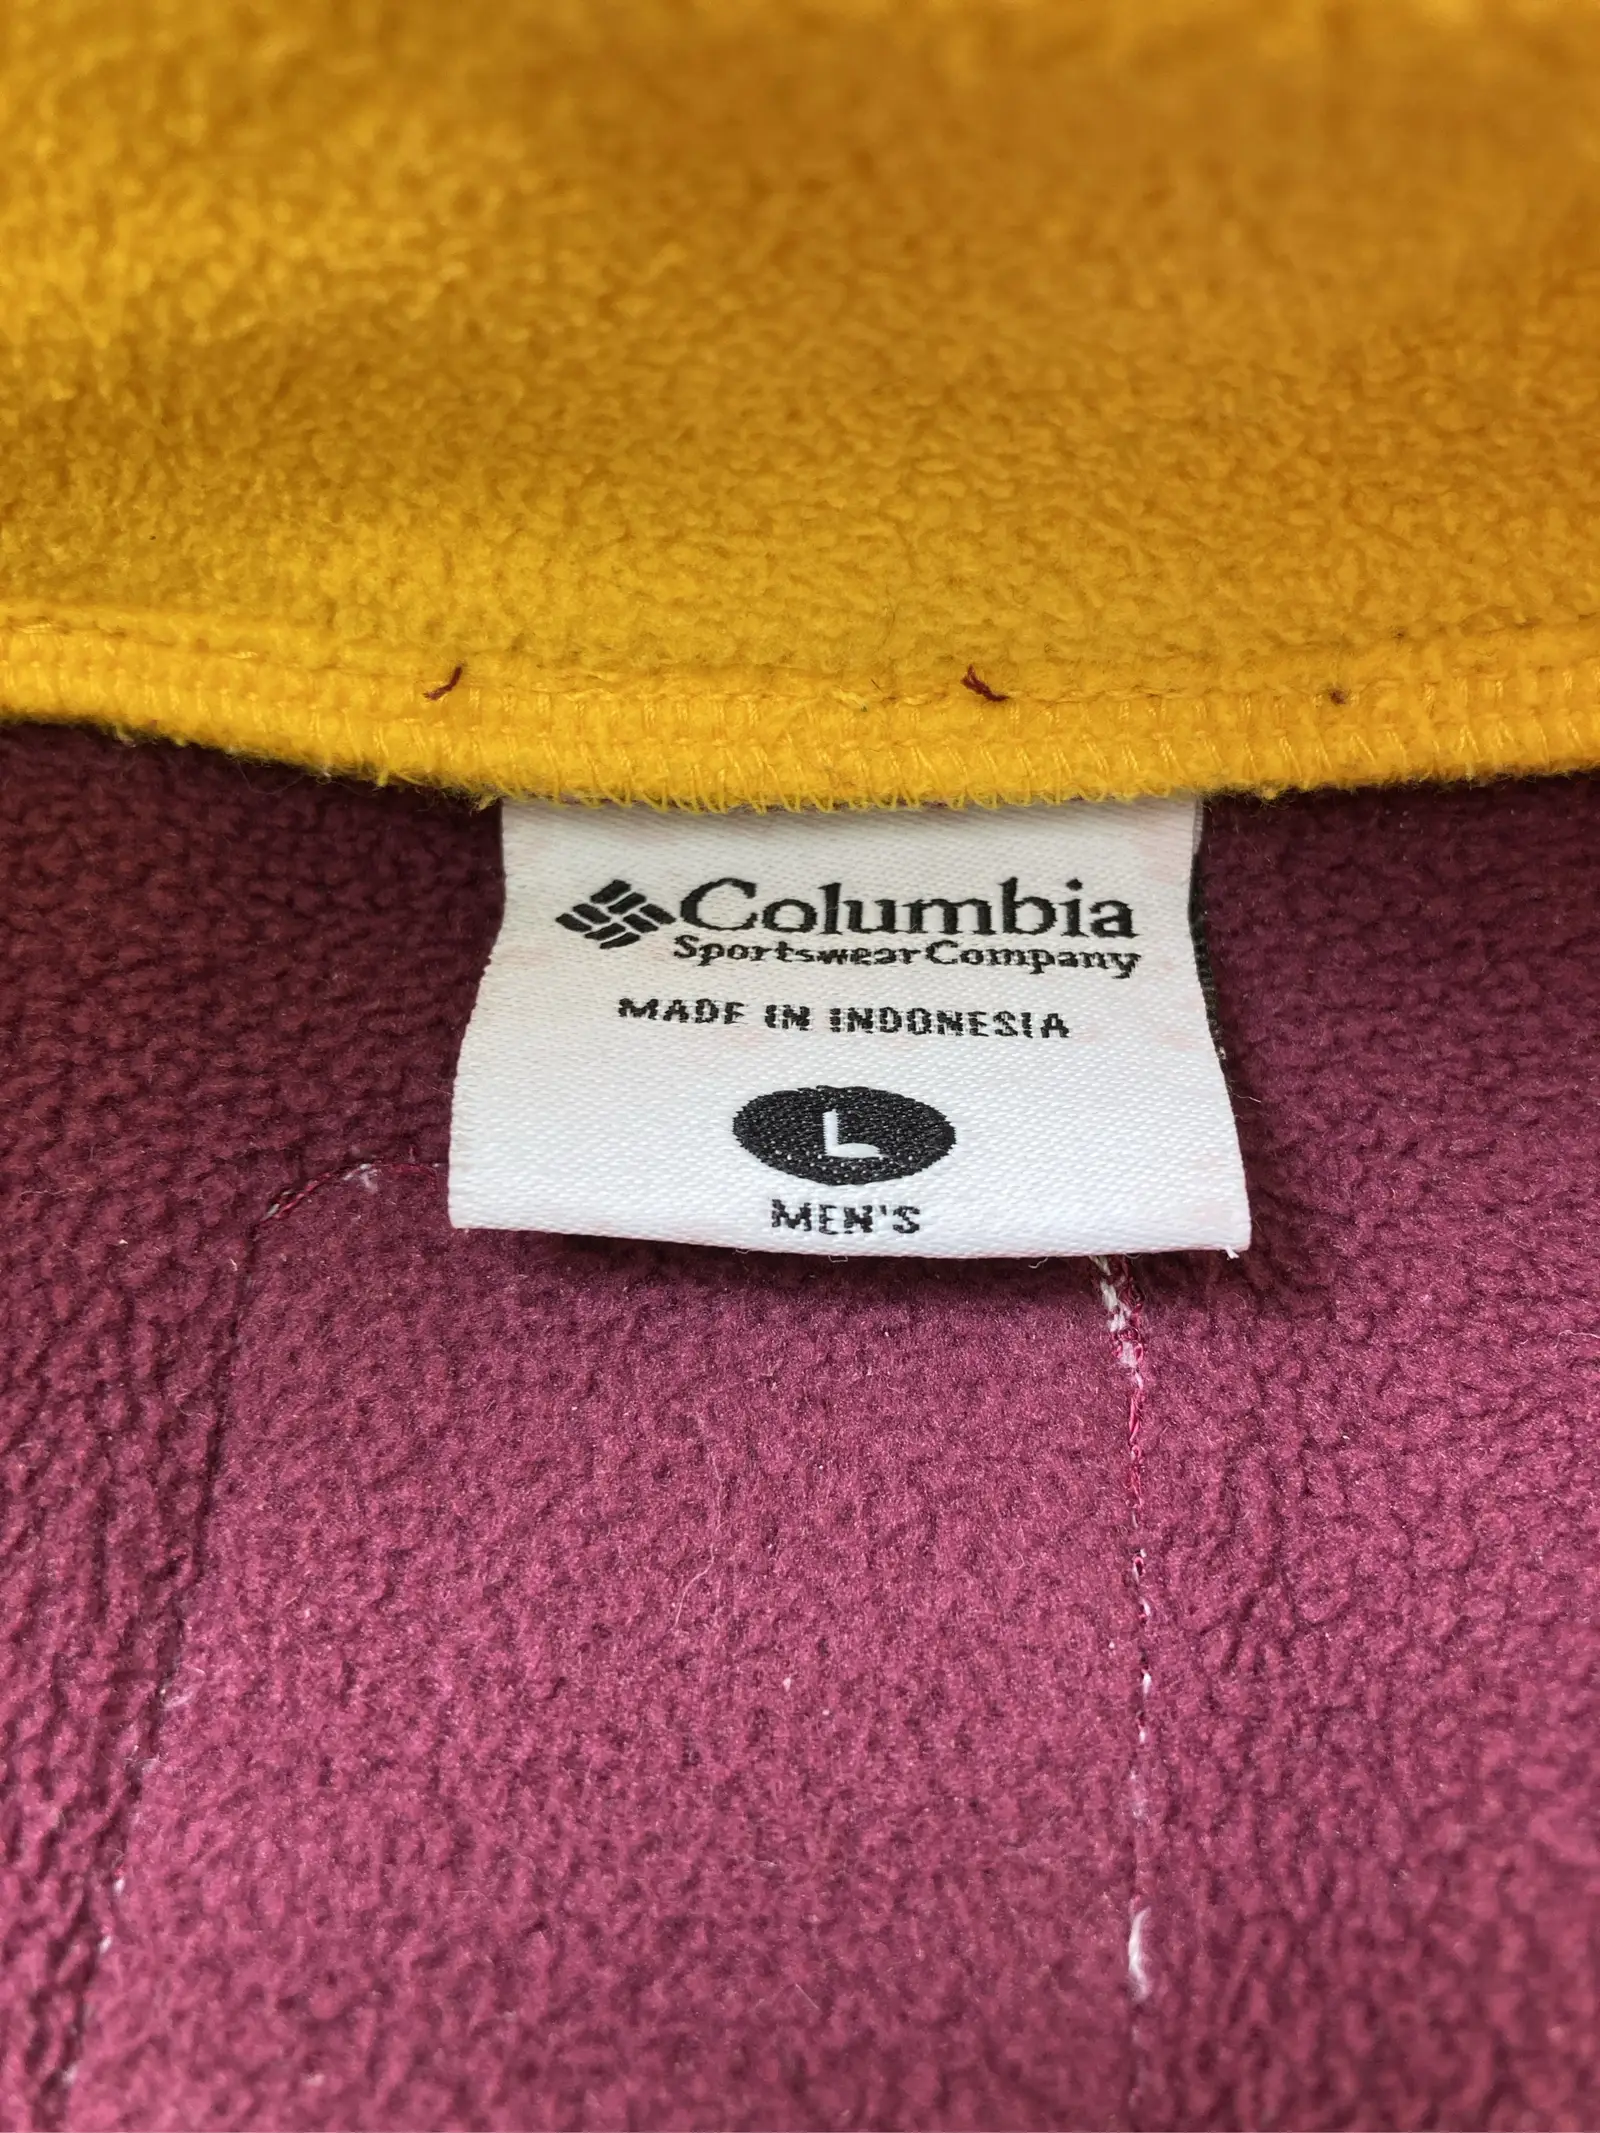 Columbia
Sportswear Company
MADE IN INDONESIA
L
MEN'S